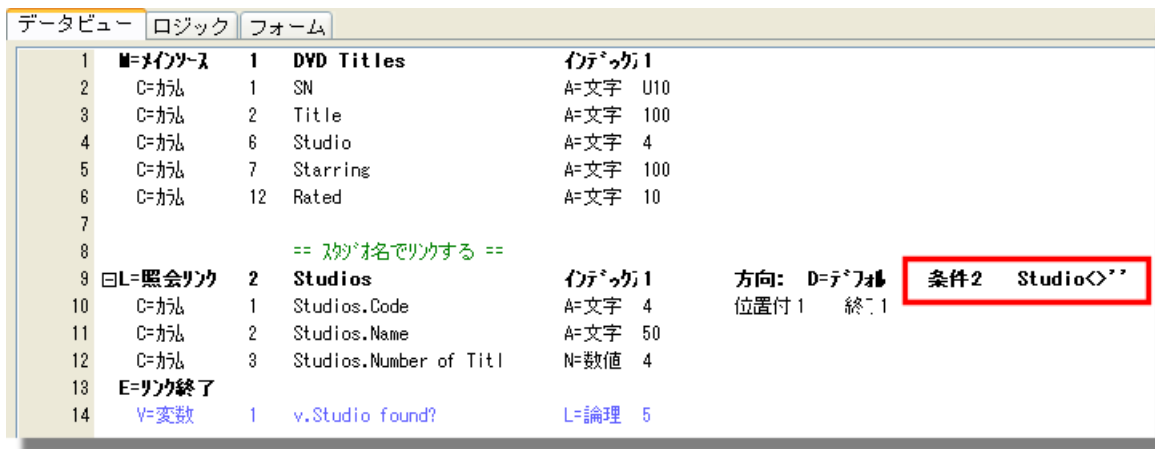 データビュー ロジック フォーム
1 M=メインソース 1 DVD Titles インデックス 1
2 C=カラム 1 SN A=文字 U10
3 C=カラム 2 Title A=文字 100
4 C=カラム 6 Studio A=文字 4
5 C=カラム 7 Starring A=文字 100
6 C=カラム 12 Rated A=文字 10
7
8 == スタジオ名でリンクする ==
9 L=照会リンク 2 Studios インデックス 1 方向: D=デフォル 条件2 Studio<>''
10 C=カラム 1 Studios.Code A=文字 4 位置付 1 終了 1
11 C=カラム 2 Studios.Name A=文字 50
12 C=カラム 3 Studios.Number of Titl N=数値 4
13 E=リンク終了
14 V=変数 1 v.Studio found? L=論理 5